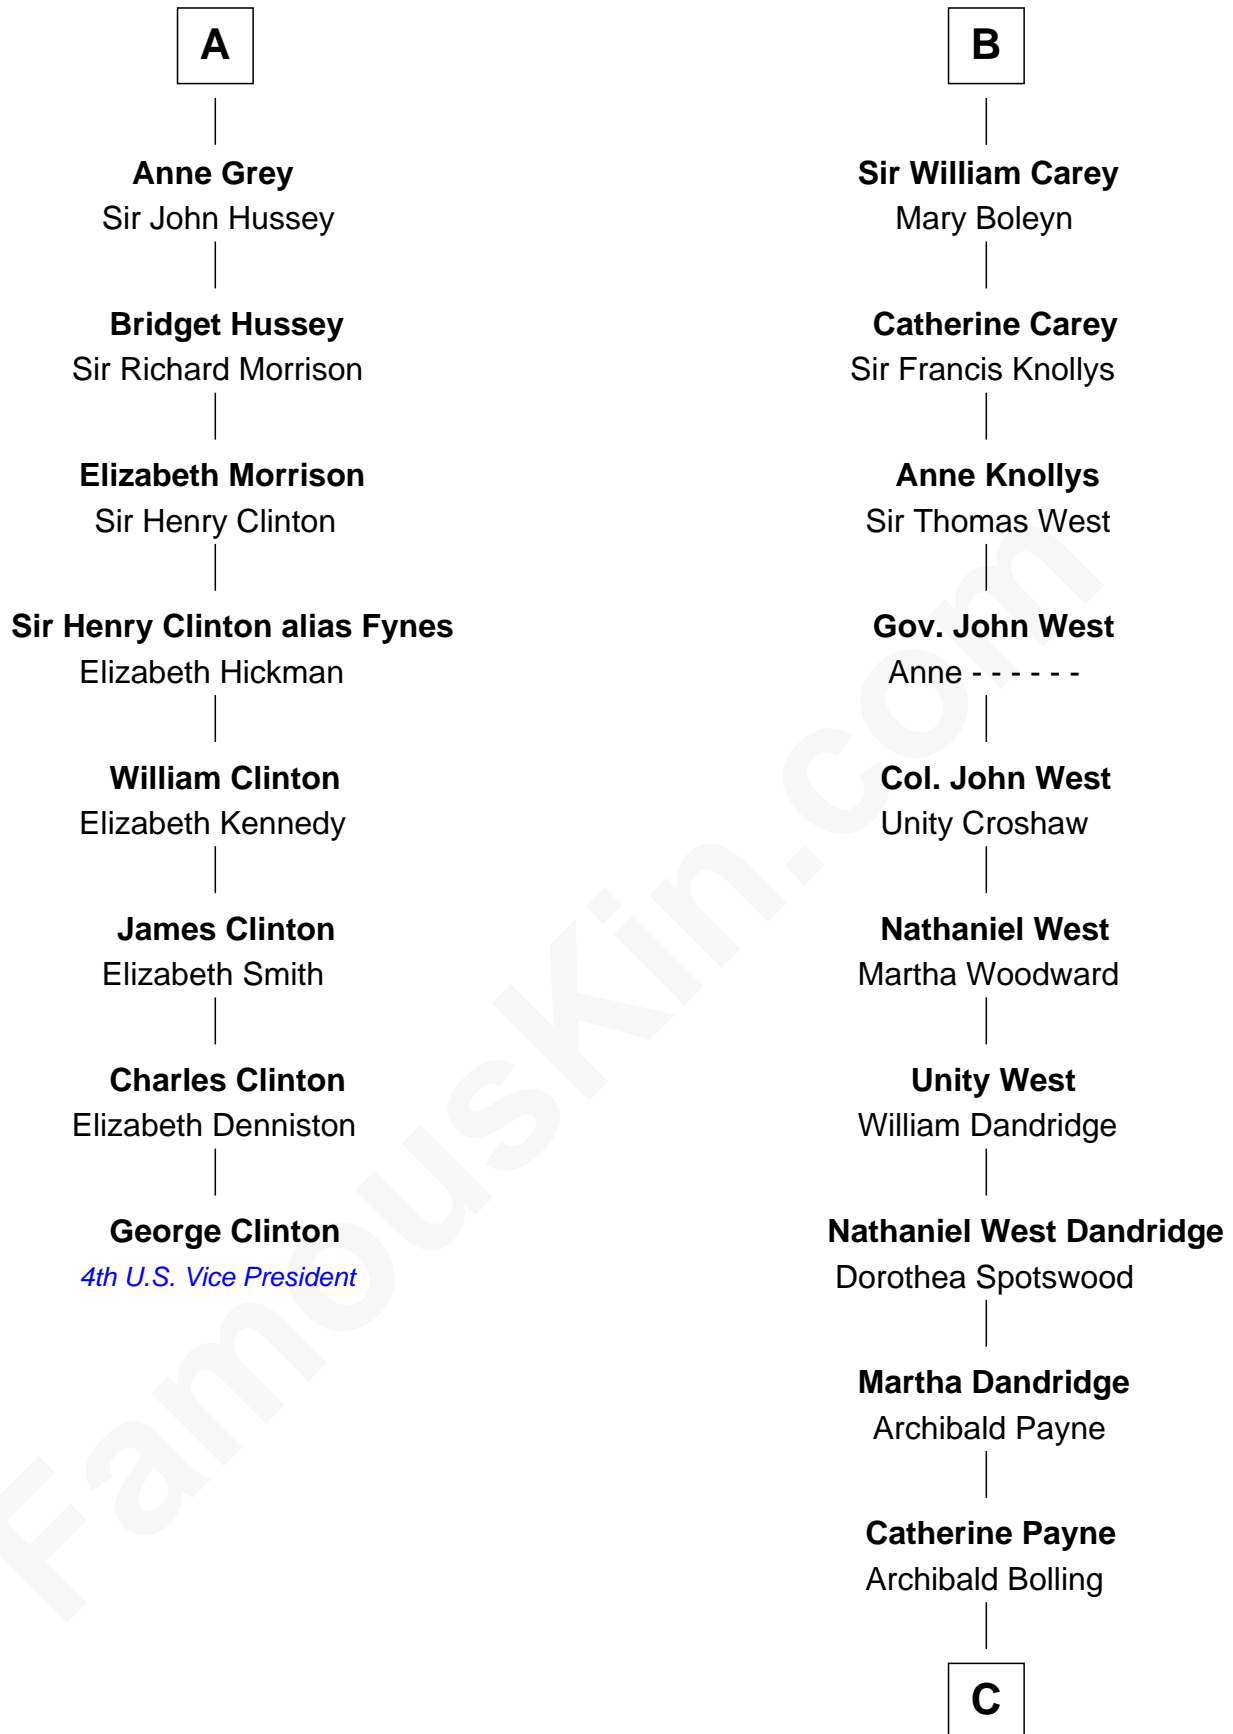 A
Anne Grey
Sir John Hussey
Bridget Hussey
Sir Richard Morrison
Elizabeth Morrison
Sir Henry Clinton
Sir Henry Clinton alias Fynes
Elizabeth Hickman
William Clinton
Elizabeth Kennedy
James Clinton
Elizabeth Smith
Charles Clinton
Elizabeth Denniston
George Clinton
4th U.S. Vice President
B
Sir William Carey
Mary Boleyn
Catherine Carey
Sir Francis Knollys
Anne Knollys
Sir Thomas West
Gov. John West
Anne - - - - - -
Col. John West
Unity Croshaw
Nathaniel West
Martha Woodward
Unity West
William Dandridge
Nathaniel West Dandridge
Dorothea Spotswood
Martha Dandridge
Archibald Payne
Catherine Payne
Archibald Bolling
C
FamousKin.com